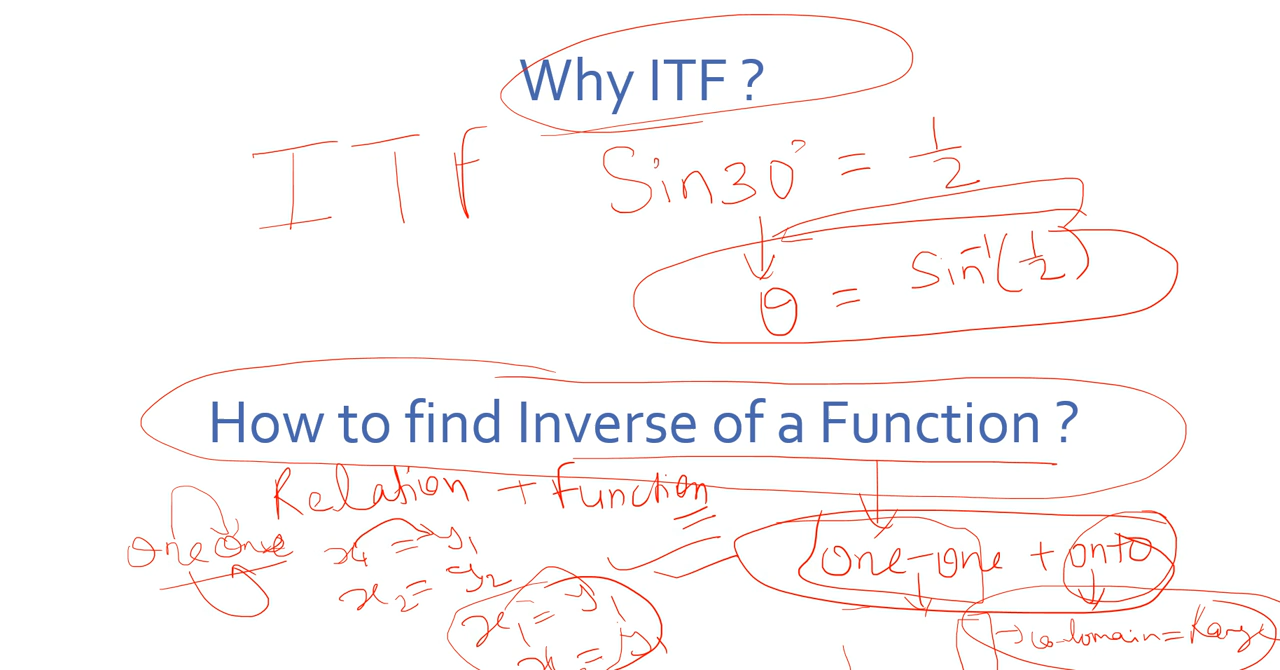 Why ITF ?
ITF Sin30° = 1/2
θ = Sin⁻¹(1/2)
How to find Inverse of a Function ?
Relation + function
one one x₁ = y₁ one-one + onto
x₂ = y₂
x₁ = y₁ → co-domain = Range
= y₁